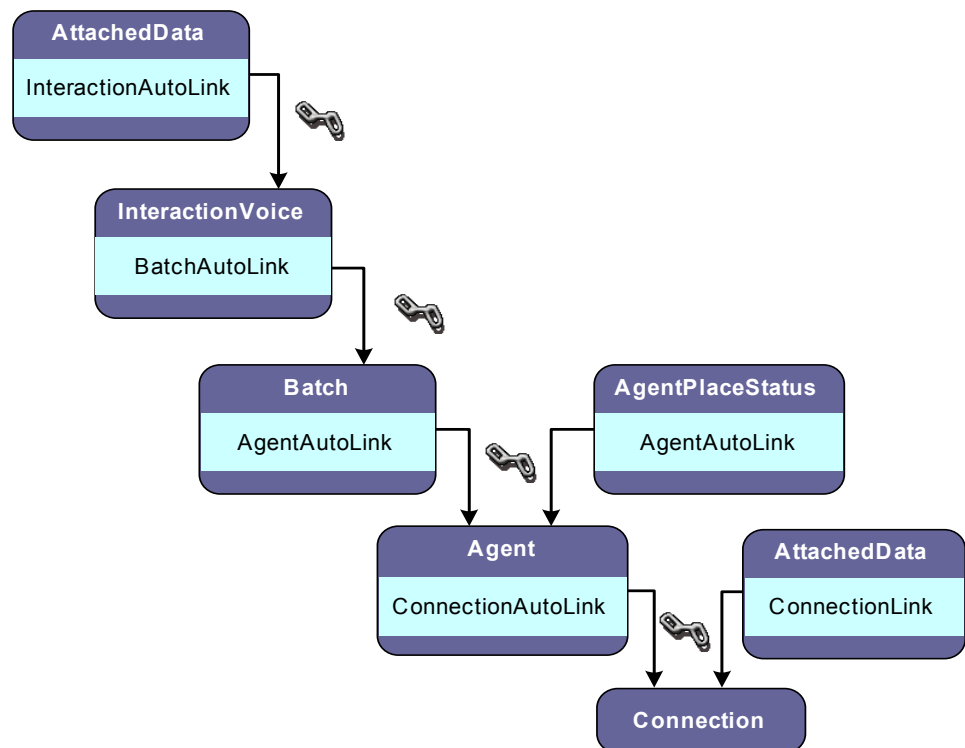 AttachedData
InteractionAutoLink
InteractionVoice
BatchAutoLink
Batch
AgentAutoLink
AgentPlaceStatus
AgentAutoLink
Agent
ConnectionAutoLink
AttachedData
ConnectionLink
Connection